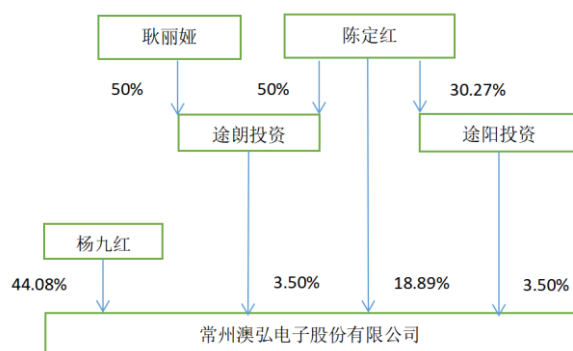 耿丽娅
陈定红
50%
50%
30.27%
途朗投资
途阳投资
杨九红
44.08%
3.50%
18.89%
3.50%
常州澳弘电子股份有限公司